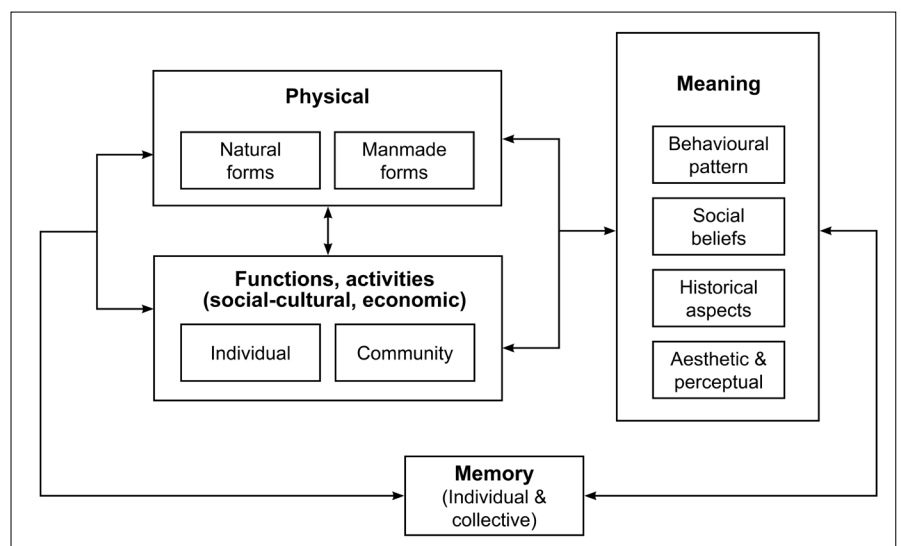 Physical
Natural
forms
Manmade
forms
Functions, activities
(social-cultural, economic)
Individual
Community
Meaning
Behavioural
pattern
Social
beliefs
Historical
aspects
Aesthetic &
perceptual
Memory
(Individual &
collective)